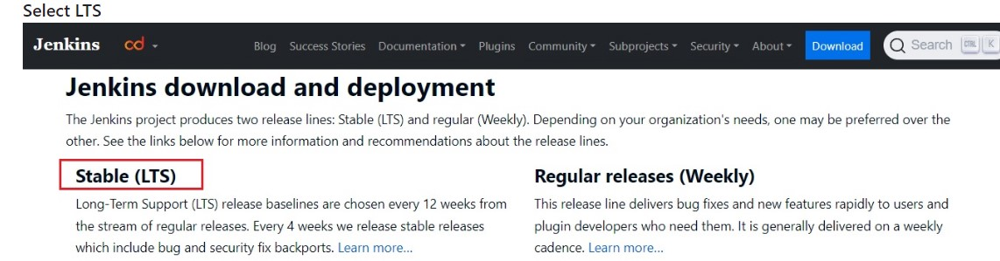 Select LTS
Jenkins cd Blog Success Stories Documentation Plugins Community Subprojects Security About Download Search CTRL K
Jenkins download and deployment
The Jenkins project produces two release lines: Stable (LTS) and regular (Weekly). Depending on your organization's needs, one may be preferred over the
other. See the links below for more information and recommendations about the release lines.
Stable (LTS)
Long-Term Support (LTS) release baselines are chosen every 12 weeks from
the stream of regular releases. Every 4 weeks we release stable releases
which include bug and security fix backports. Learn more...
Regular releases (Weekly)
This release line delivers bug fixes and new features rapidly to users and
plugin developers who need them. It is generally delivered on a weekly
cadence. Learn more...